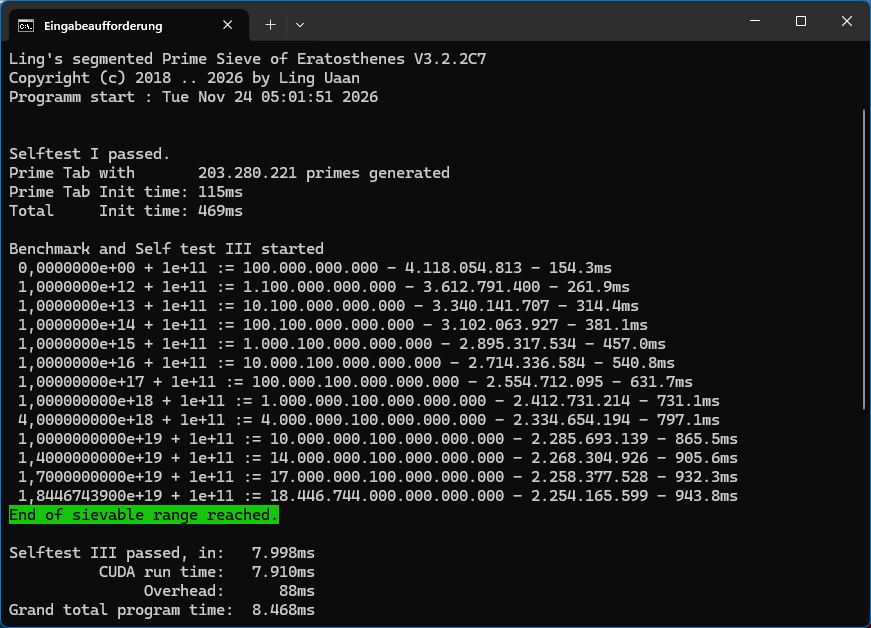 Eingabeaufforderung
Ling's segmented Prime Sieve of Eratosthenes V3.2.2C7
Copyright (c) 2018 .. 2026 by Ling Uaan
Programm start : Tue Nov 24 05:01:51 2026
Selftest I passed.
Prime Tab with 203.280.221 primes generated
Prime Tab Init time: 115ms
Total Init time: 469ms
Benchmark and Self test III started
0,0000000e+00 + 1e+11 := 100.000.000.000 - 4.118.054.813 - 154.3ms
1,0000000e+12 + 1e+11 := 1.100.000.000.000 - 3.612.791.400 - 261.9ms
1,0000000e+13 + 1e+11 := 10.100.000.000.000 - 3.340.141.707 - 314.4ms
1,0000000e+14 + 1e+11 := 100.100.000.000.000 - 3.102.063.927 - 381.1ms
1,0000000e+15 + 1e+11 := 1.000.100.000.000.000 - 2.895.317.534 - 457.0ms
1,0000000e+16 + 1e+11 := 10.000.100.000.000.000 - 2.714.336.584 - 540.8ms
1,00000000e+17 + 1e+11 := 100.000.100.000.000.000 - 2.554.712.095 - 631.7ms
1,000000000e+18 + 1e+11 := 1.000.000.100.000.000.000 - 2.412.731.214 - 731.1ms
4,000000000e+18 + 1e+11 := 4.000.000.100.000.000.000 - 2.334.654.194 - 797.1ms
1,0000000000e+19 + 1e+11 := 10.000.000.100.000.000.000 - 2.285.693.139 - 865.5ms
1,4000000000e+19 + 1e+11 := 14.000.000.100.000.000.000 - 2.268.304.926 - 905.6ms
1,7000000000e+19 + 1e+11 := 17.000.000.100.000.000.000 - 2.258.377.528 - 932.3ms
1,8446743900e+19 + 1e+11 := 18.446.744.000.000.000.000 - 2.254.165.599 - 943.8ms
End of sievable range reached.
Selftest III passed, in: 7.998ms
CUDA run time: 7.910ms
Overhead: 88ms
Grand total program time: 8.468ms